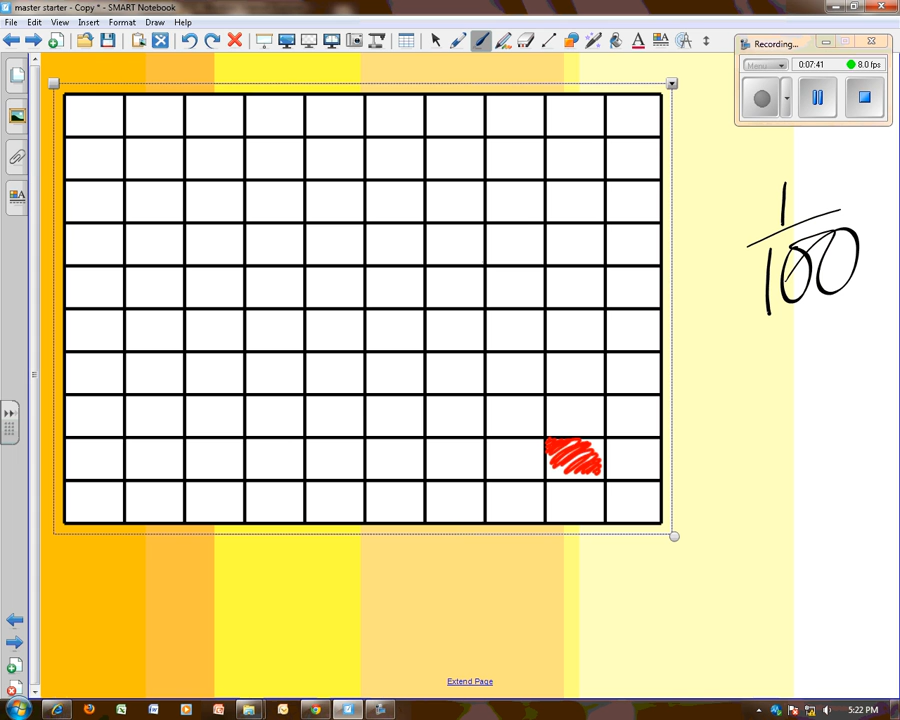 master starter - Copy * - SMART Notebook
File Edit View Insert Format Draw Help
Recording...
Menu 0:07:41 8.0 fps
1
100
Extend Page
5:22 PM